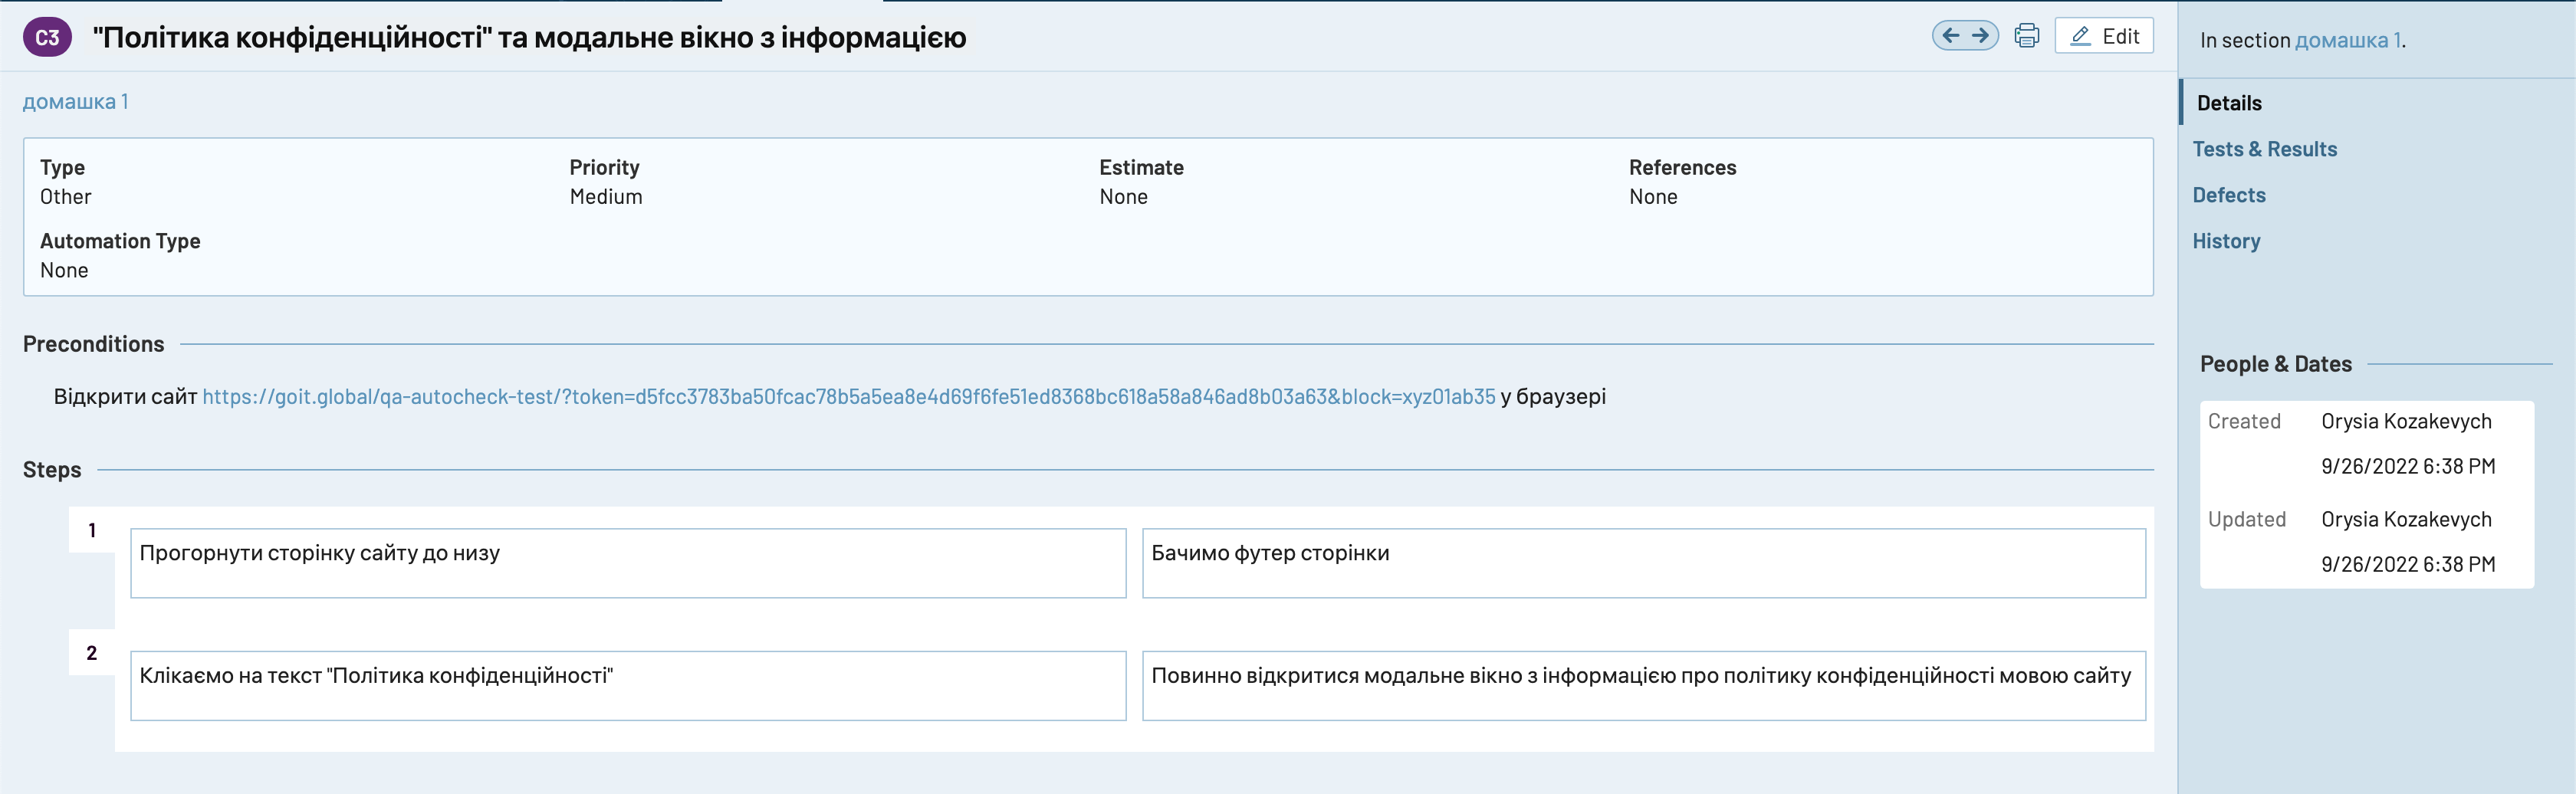 C3 "Політика конфіденційності" та модальне вікно з інформацією
Edit
In section домашка 1.
домашка 1
Type
Other
Priority
Medium
Estimate
None
References
None
Automation Type
None
Preconditions
Відкрити сайт https://goit.global/qa-autocheck-test/?token=d5fcc3783ba50fcac78b5a5ea8e4d69f6fe51ed8368bc618a58a846ad8b03a63&block=xyz01ab35 у браузері
Steps
1
Прогорнути сторінку сайту до низу
Бачимо футер сторінки
2
Клікаємо на текст "Політика конфіденційності"
Повинно відкритися модальне вікно з інформацією про політику конфіденційності мовою сайту
Details
Tests & Results
Defects
History
People & Dates
Created Orysia Kozakevych
9/26/2022 6:38 PM
Updated Orysia Kozakevych
9/26/2022 6:38 PM